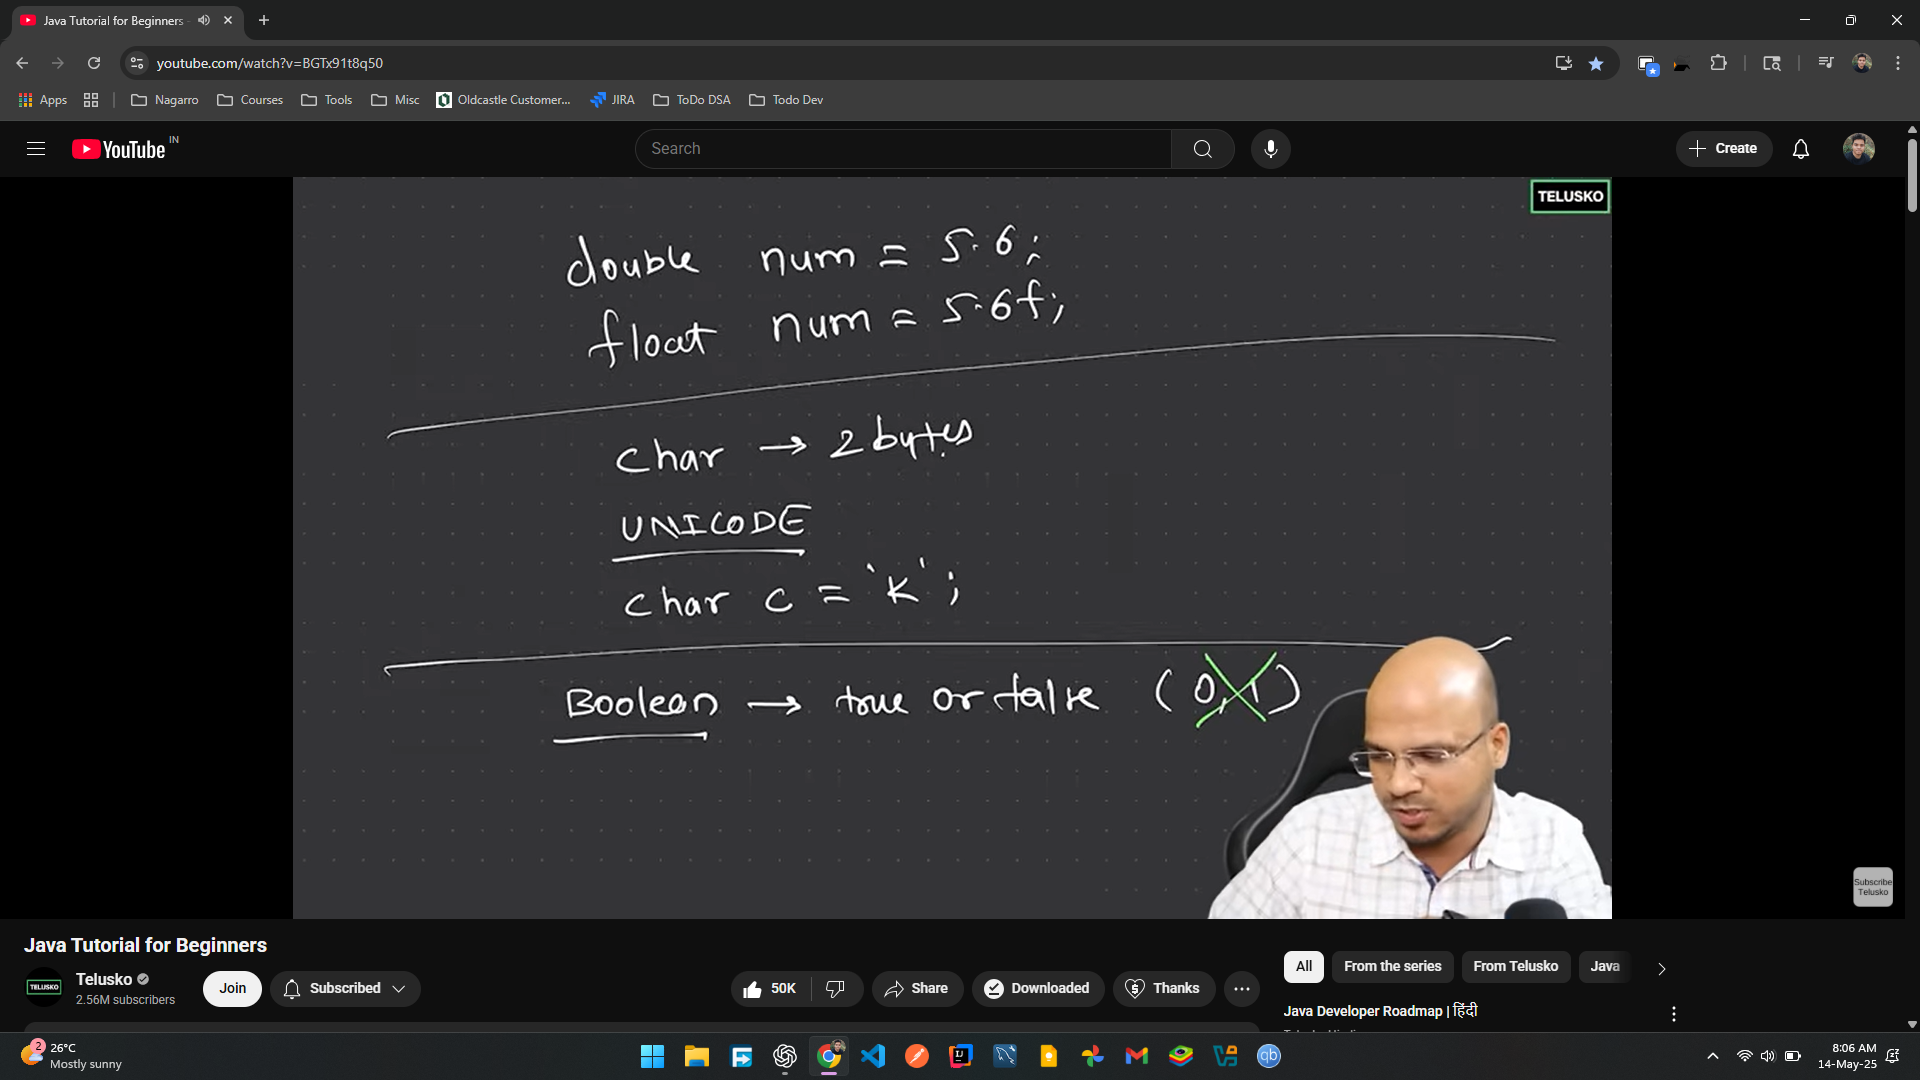 Java Tutorial for Beginners -
youtube.com/watch?v=BGTx91t8q50
Apps Nagarro Courses Tools Misc Oldcastle Customer... JIRA ToDo DSA Todo Dev
YouTube IN Search Create
TELUSKO
double num = 5.6;
float num = 5.6f;
char → 2 bytes
UNICODE
char c = 'K';
Boolean → true or false (0,1)
Subscribe
Telusko
Java Tutorial for Beginners
TELUSKO
Telusko
2.56M subscribers
Join Subscribed 50K Share Downloaded Thanks
All From the series From Telusko Java
Java Developer Roadmap | हिंदी
2
26°C
Mostly sunny
8:06 AM
14-May-25